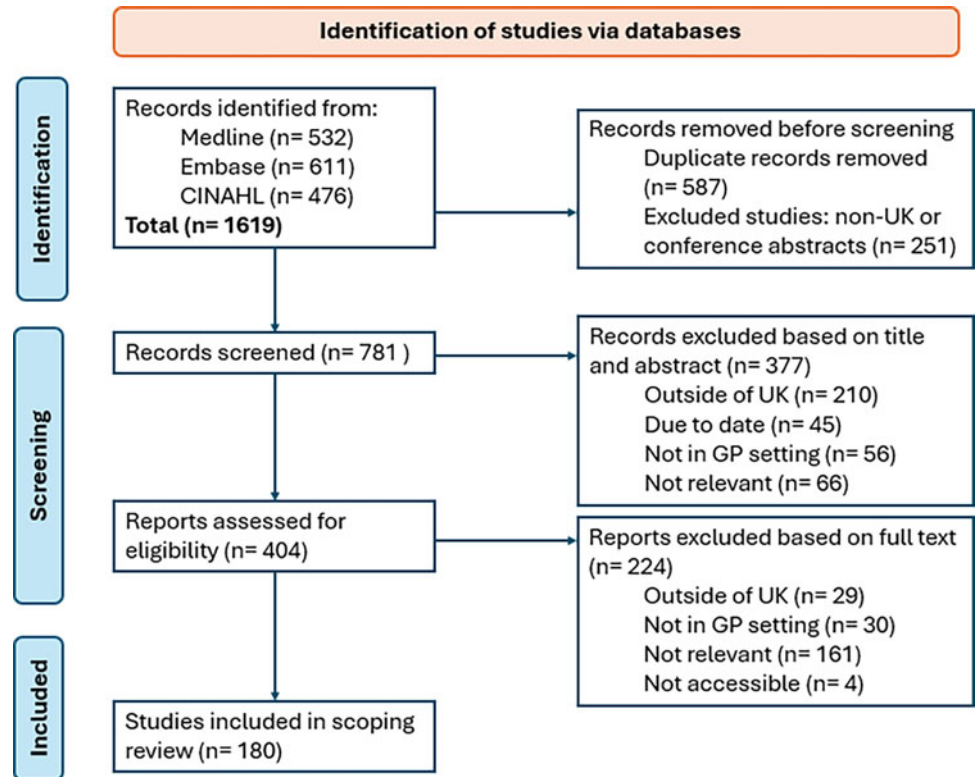 Identification of studies via databases
Identification
Records identified from:
Medline (n= 532)
Embase (n= 611)
CINAHL (n= 476)
Total (n= 1619)
Records removed before screening
Duplicate records removed
(n= 587)
Excluded studies: non-UK or
conference abstracts (n= 251)
Screening
Records screened (n= 781 )
Records excluded based on title
and abstract (n= 377)
Outside of UK (n= 210)
Due to date (n= 45)
Not in GP setting (n= 56)
Not relevant (n= 66)
Reports assessed for
eligibility (n= 404)
Reports excluded based on full text
(n= 224)
Outside of UK (n= 29)
Not in GP setting (n= 30)
Not relevant (n= 161)
Not accessible (n= 4)
Included
Studies included in scoping
review (n= 180)